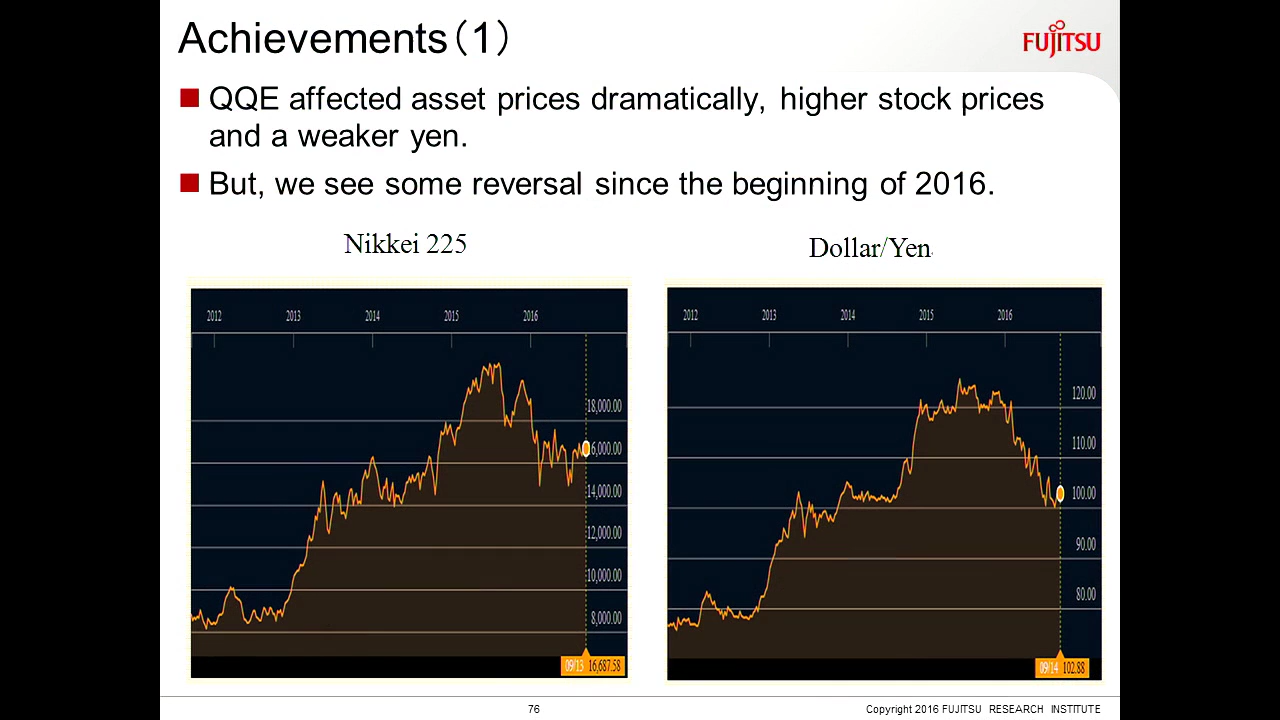 Achievements（1）
FUJITSU
QQE affected asset prices dramatically, higher stock prices
and a weaker yen.
But, we see some reversal since the beginning of 2016.
Nikkei 225
Dollar/Yen
2012 2013 2014 2015 2016
18,000.00
16,000.00
14,000.00
12,000.00
10,000.00
8,000.00
09/13 16,687.58
2012 2013 2014 2015 2016
120.00
110.00
100.00
90.00
80.00
09/14 102.88
76
Copyright 2016 FUJITSU RESEARCH INSTITUTE